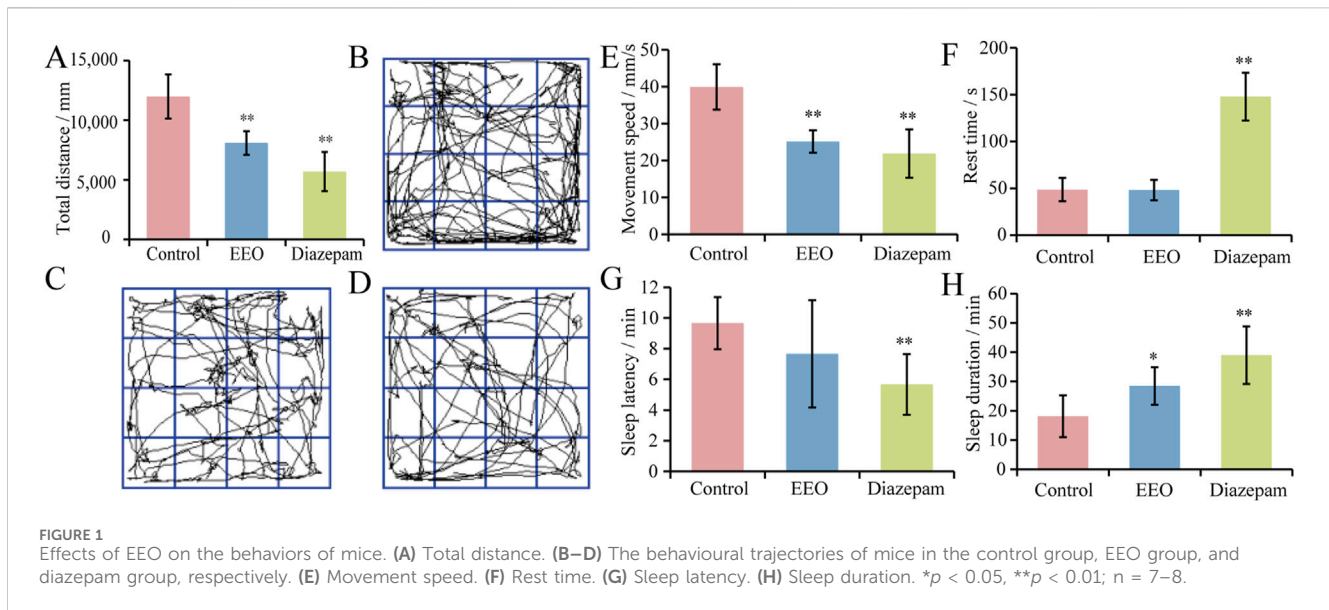 A
Total distance / mm
15,000
10,000
5,000
0
**
**
Control EEO Diazepam
B
E
Movement speed / mm/s
50
40
30
20
10
0
**
**
Control EEO Diazepam
F
Rest time / s
200
150
100
50
0
**
Control EEO Diazepam
C
D
G
Sleep latency / min
12
10
8
6
4
2
0
**
Control EEO Diazepam
H
Sleep duration / min
60
50
40
30
20
10
0
*
**
Control EEO Diazepam
FIGURE 1
Effects of EEO on the behaviors of mice. (A) Total distance. (B–D) The behavioural trajectories of mice in the control group, EEO group, and
diazepam group, respectively. (E) Movement speed. (F) Rest time. (G) Sleep latency. (H) Sleep duration. *p < 0.05, **p < 0.01; n = 7–8.